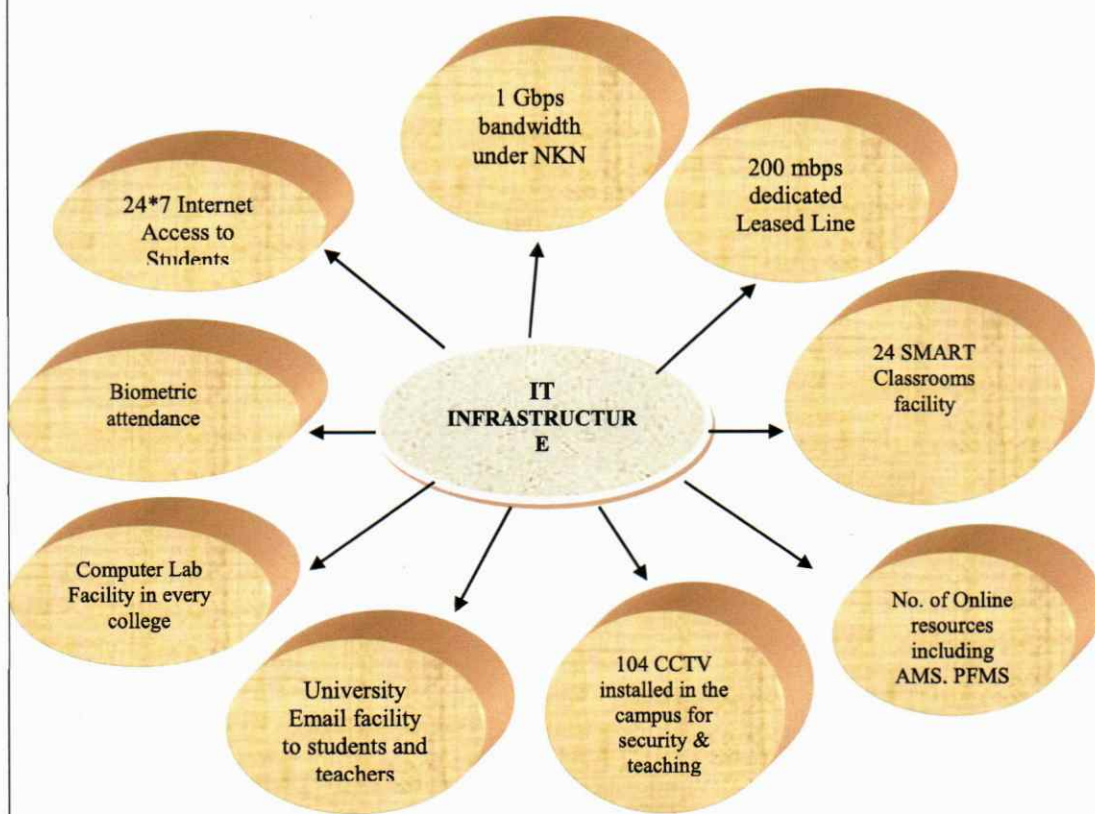 1 Gbps
bandwidth
under NKN
200 mbps
dedicated
Leased Line
24*7 Internet
Access to
Students
24 SMART
Classrooms
facility
IT
INFRASTRUCTUR
E
Biometric
attendance
Computer Lab
Facility in every
college
No. of Online
resources
including
AMS. PFMS
104 CCTV
installed in the
campus for
security &
teaching
University
Email facility
to students and
teachers